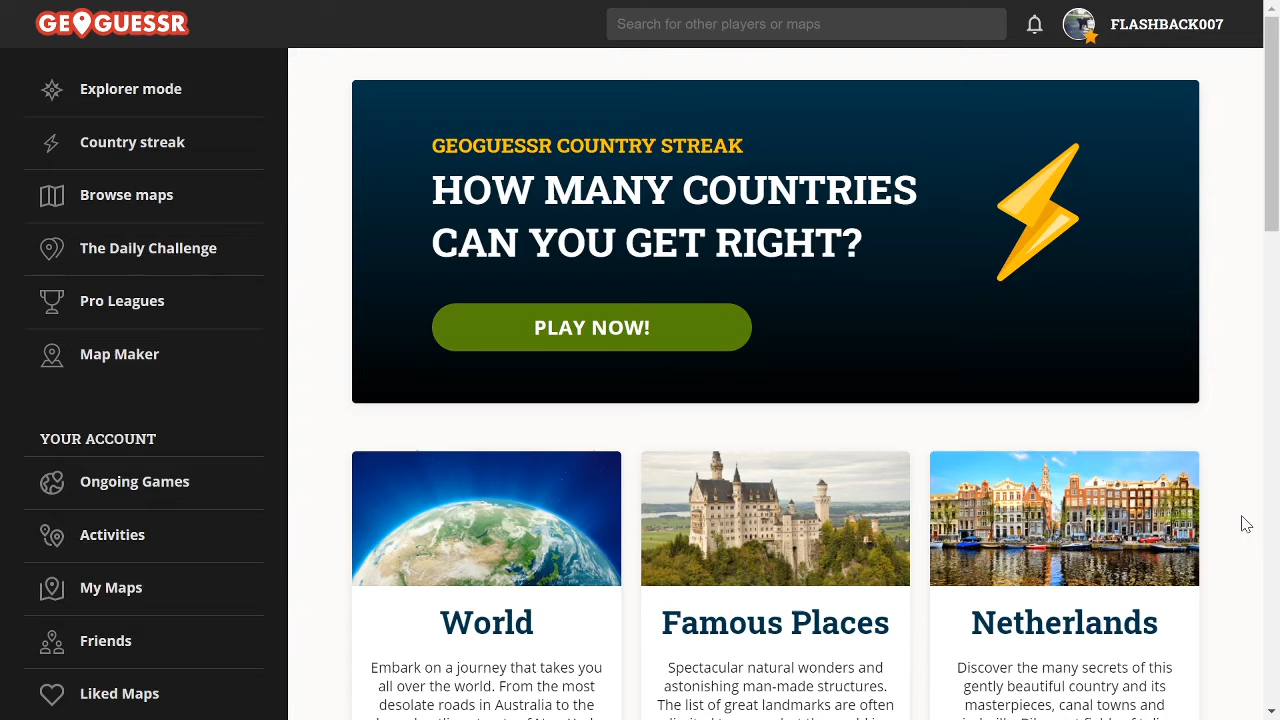 GEOGUESSR
Search for other players or maps
FLASHBACK007
Explorer mode
Country streak
Browse maps
The Daily Challenge
Pro Leagues
Map Maker
YOUR ACCOUNT
Ongoing Games
Activities
My Maps
Friends
Liked Maps
GEOGUESSR COUNTRY STREAK
HOW MANY COUNTRIES
CAN YOU GET RIGHT?
PLAY NOW!
World
Embark on a journey that takes you
all over the world. From the most
desolate roads in Australia to the
Famous Places
Spectacular natural wonders and
astonishing man-made structures.
The list of great landmarks are often
Netherlands
Discover the many secrets of this
gently beautiful country and its
masterpieces, canal towns and